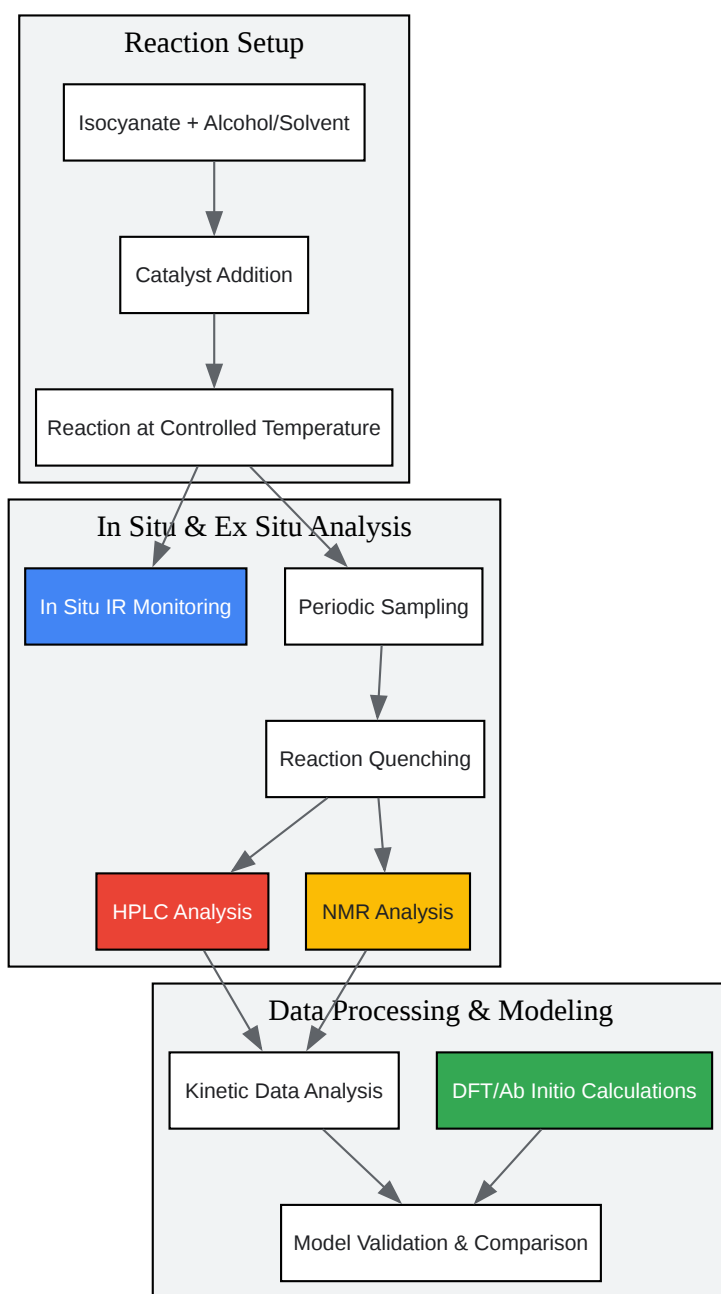 Reaction Setup
Isocyanate + Alcohol/Solvent
Catalyst Addition
Reaction at Controlled Temperature
In Situ & Ex Situ Analysis
In Situ IR Monitoring
Periodic Sampling
Reaction Quenching
HPLC Analysis
NMR Analysis
Data Processing & Modeling
Kinetic Data Analysis
DFT/Ab Initio Calculations
Model Validation & Comparison